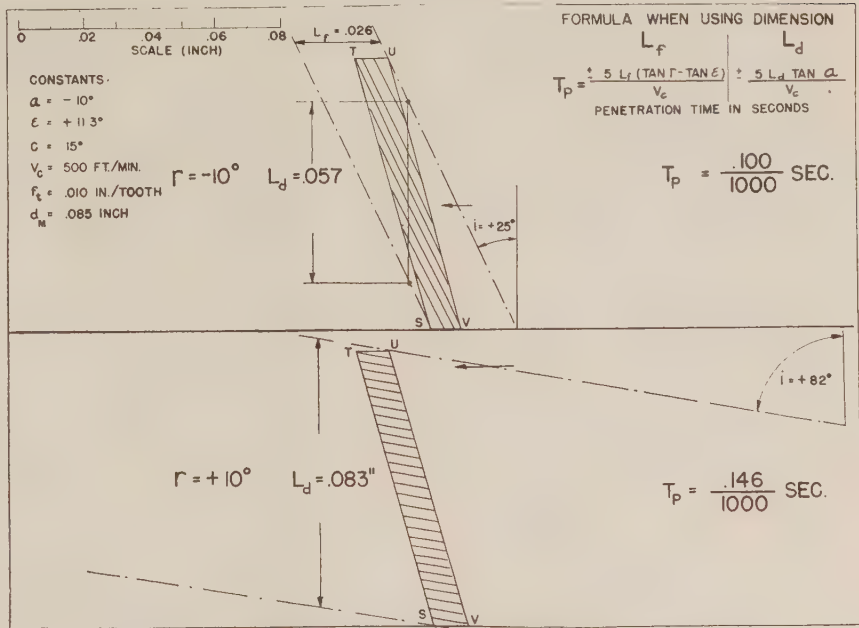 0 .02 .04 .06 .08
SCALE (INCH)
CONSTANTS.
a = - 10°
ε = + 11 3°
C = 15°
Vc = 500 FT./MIN.
ft = .010 IN./TOOTH
dM = .085 INCH
r = -10°
Ld = .057
Lf = .026
T U
S V
i = +25°
FORMULA WHEN USING DIMENSION
Lf Ld
Tp = ± 5 Lf (TAN r - TAN ε) / Vc ± 5 Ld TAN a / Vc .
PENETRATION TIME IN SECONDS
Tp = .100 / 1000 SEC.
T U
i = +82°
r = +10°
Ld = .083"
Tp = .146 / 1000 SEC.
S V